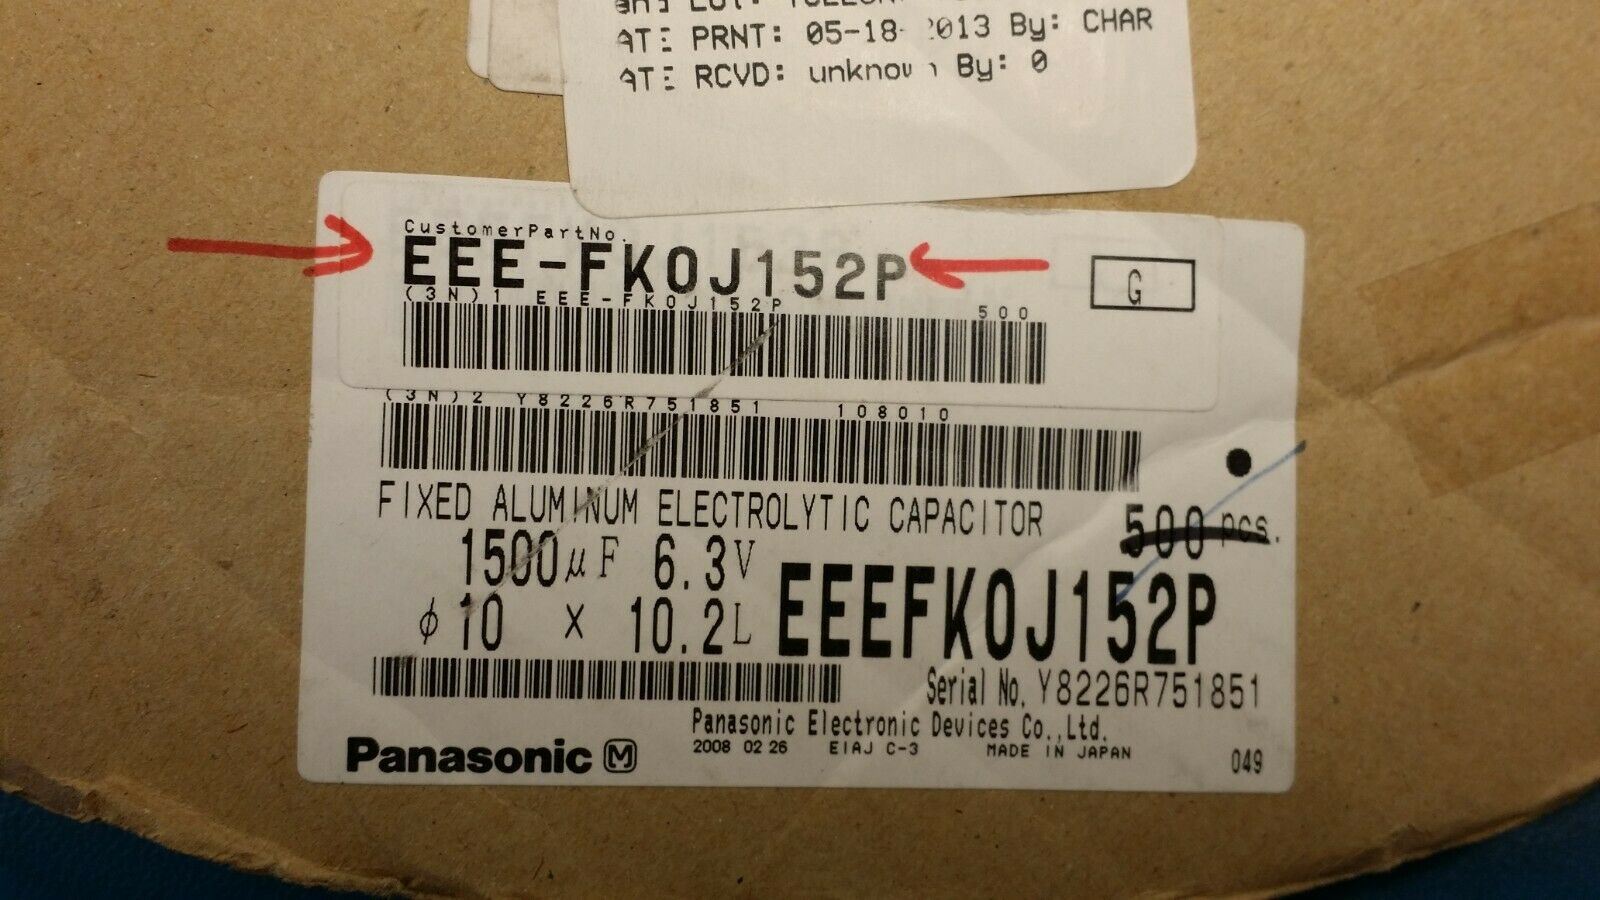 ATE PRNT: 05-18- 2013 By: CHAR
ATE RCVD: unknown By: 0
CustomerPartNo.
EEE-FK0J152P
G
(3N)1 EEE-FK0J152P 500
(3N)2 Y8226R751851 108010
FIXED ALUMINUM ELECTROLYTIC CAPACITOR
500 pcs.
1500μF 6.3V
φ10 × 10.2L
EEEFK0J152P
Serial No. Y8226R751851
Panasonic Electronic Devices Co.,Ltd.
Panasonic M
2008 02 26 EIAJ C-3 MADE IN JAPAN
049